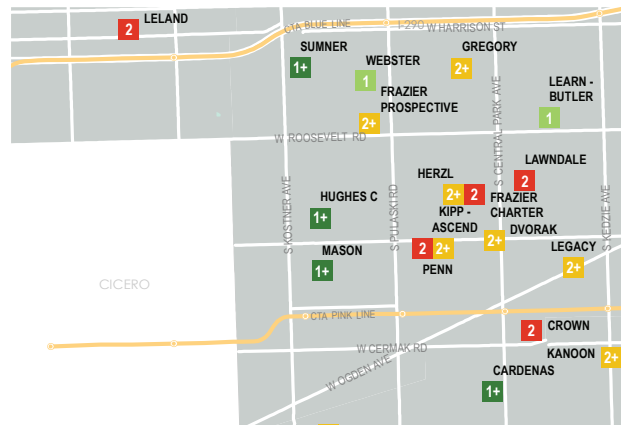 LELAND
2
CTA BLUE LINE
I-290
W HARRISON ST
SUMNER
1+
WEBSTER
1
GREGORY
2+
FRAZIER
PROSPECTIVE
2+
LEARN -
BUTLER
1
W ROOSEVELT RD
S CENTRAL PARK AVE
S KOSTNER AVE
S PULASKI RD
S KEDZIE AVE
LAWNDALE
2
HERZL
2+
2
FRAZIER
CHARTER
HUGHES C
1+
KIPP -
ASCEND
2
2+
PENN
DVORAK
2+
MASON
1+
LEGACY
2+
CICERO
CTA PINK LINE
CROWN
2
W CERMAK RD
KANOON
2+
W OGDEN AVE
CARDENAS
1+